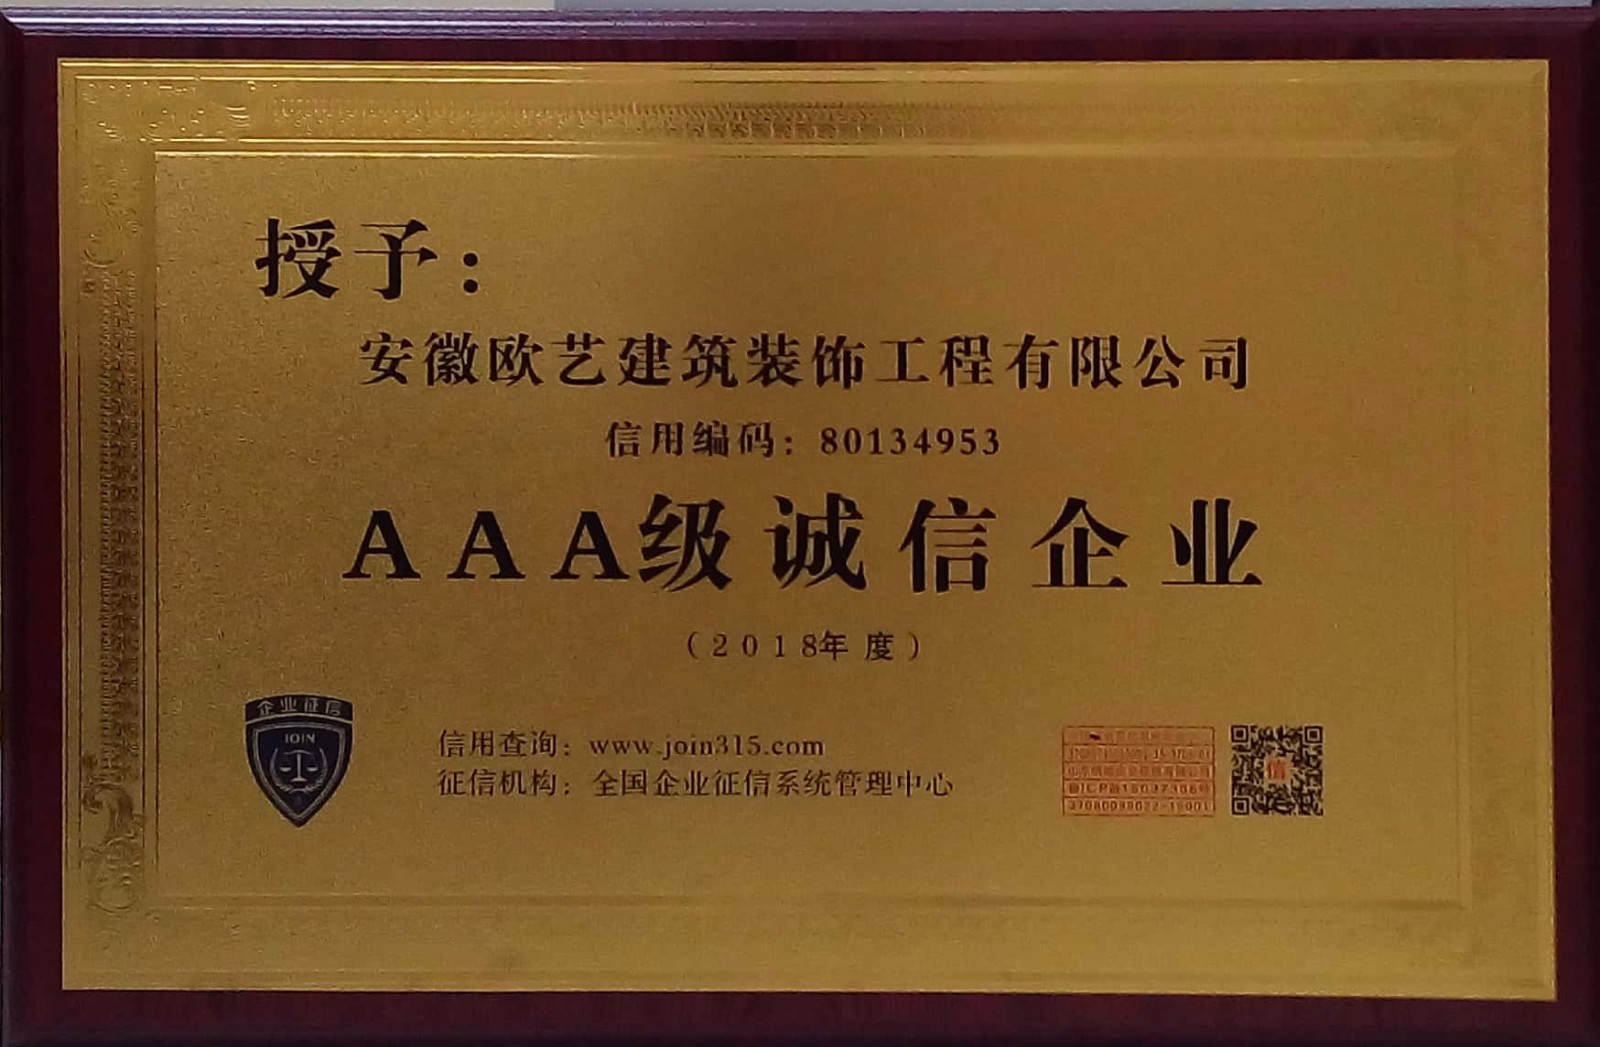 授予：
安徽欧艺建筑装饰工程有限公司
信用编码：80134953
AAA级诚信企业
（2018年度）
企业征信
JOIN
信用查询：www.join315.com
征信机构：全国企业征信系统管理中心
信